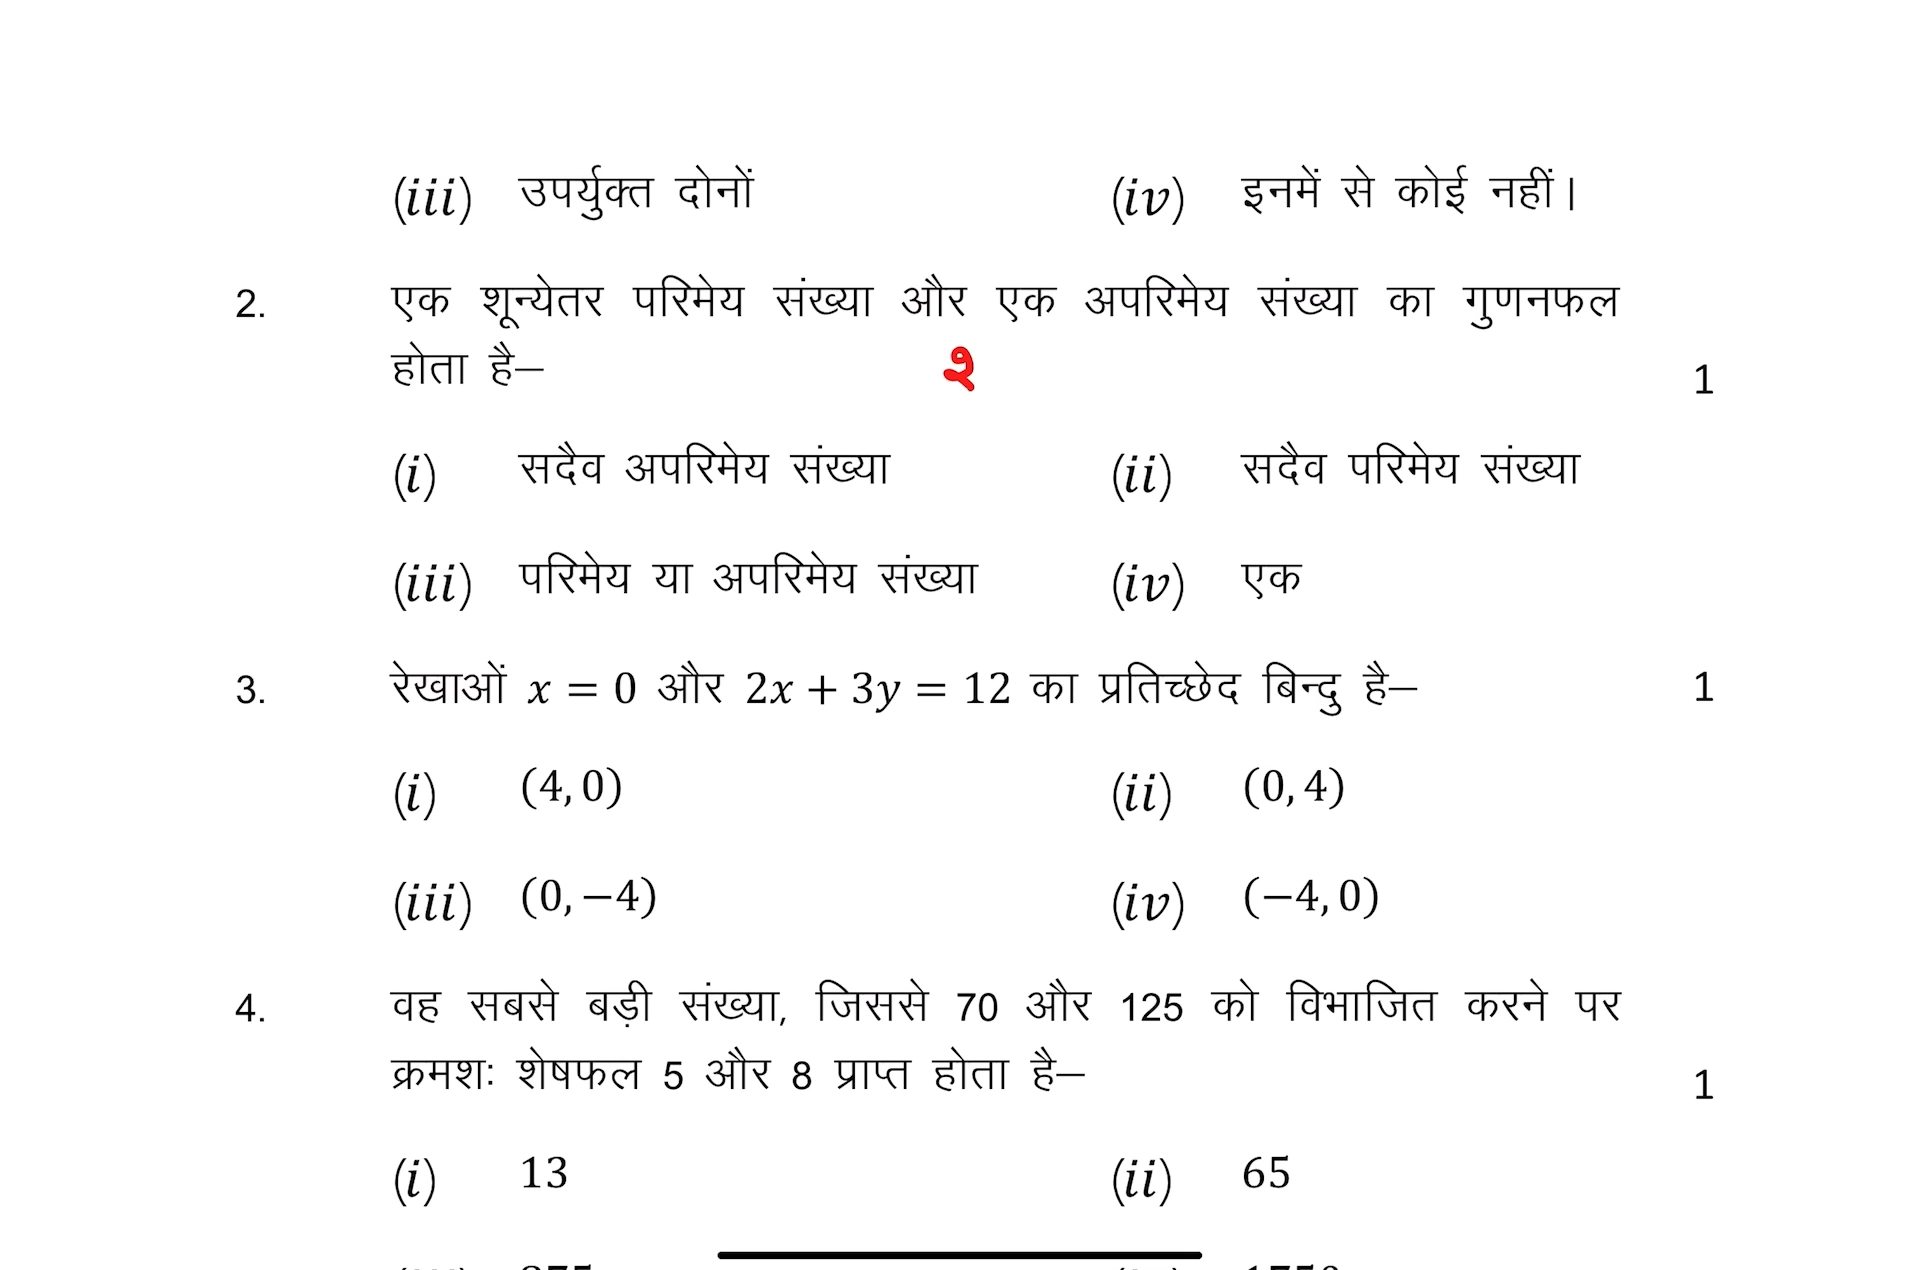 (iii) उपर्युक्त दोनों (iv) इनमें से कोई नहीं।
2. एक शून्येतर परिमेय संख्या और एक अपरिमेय संख्या का गुणनफल
होता है– २ 1
(i) सदैव अपरिमेय संख्या (ii) सदैव परिमेय संख्या
(iii) परिमेय या अपरिमेय संख्या (iv) एक
3. रेखाओं x = 0 और 2x + 3y = 12 का प्रतिच्छेद बिन्दु है– 1
(i) (4, 0) (ii) (0, 4)
(iii) (0, −4) (iv) (−4, 0)
4. वह सबसे बड़ी संख्या, जिससे 70 और 125 को विभाजित करने पर
क्रमशः शेषफल 5 और 8 प्राप्त होता है– 1
(i) 13 (ii) 65